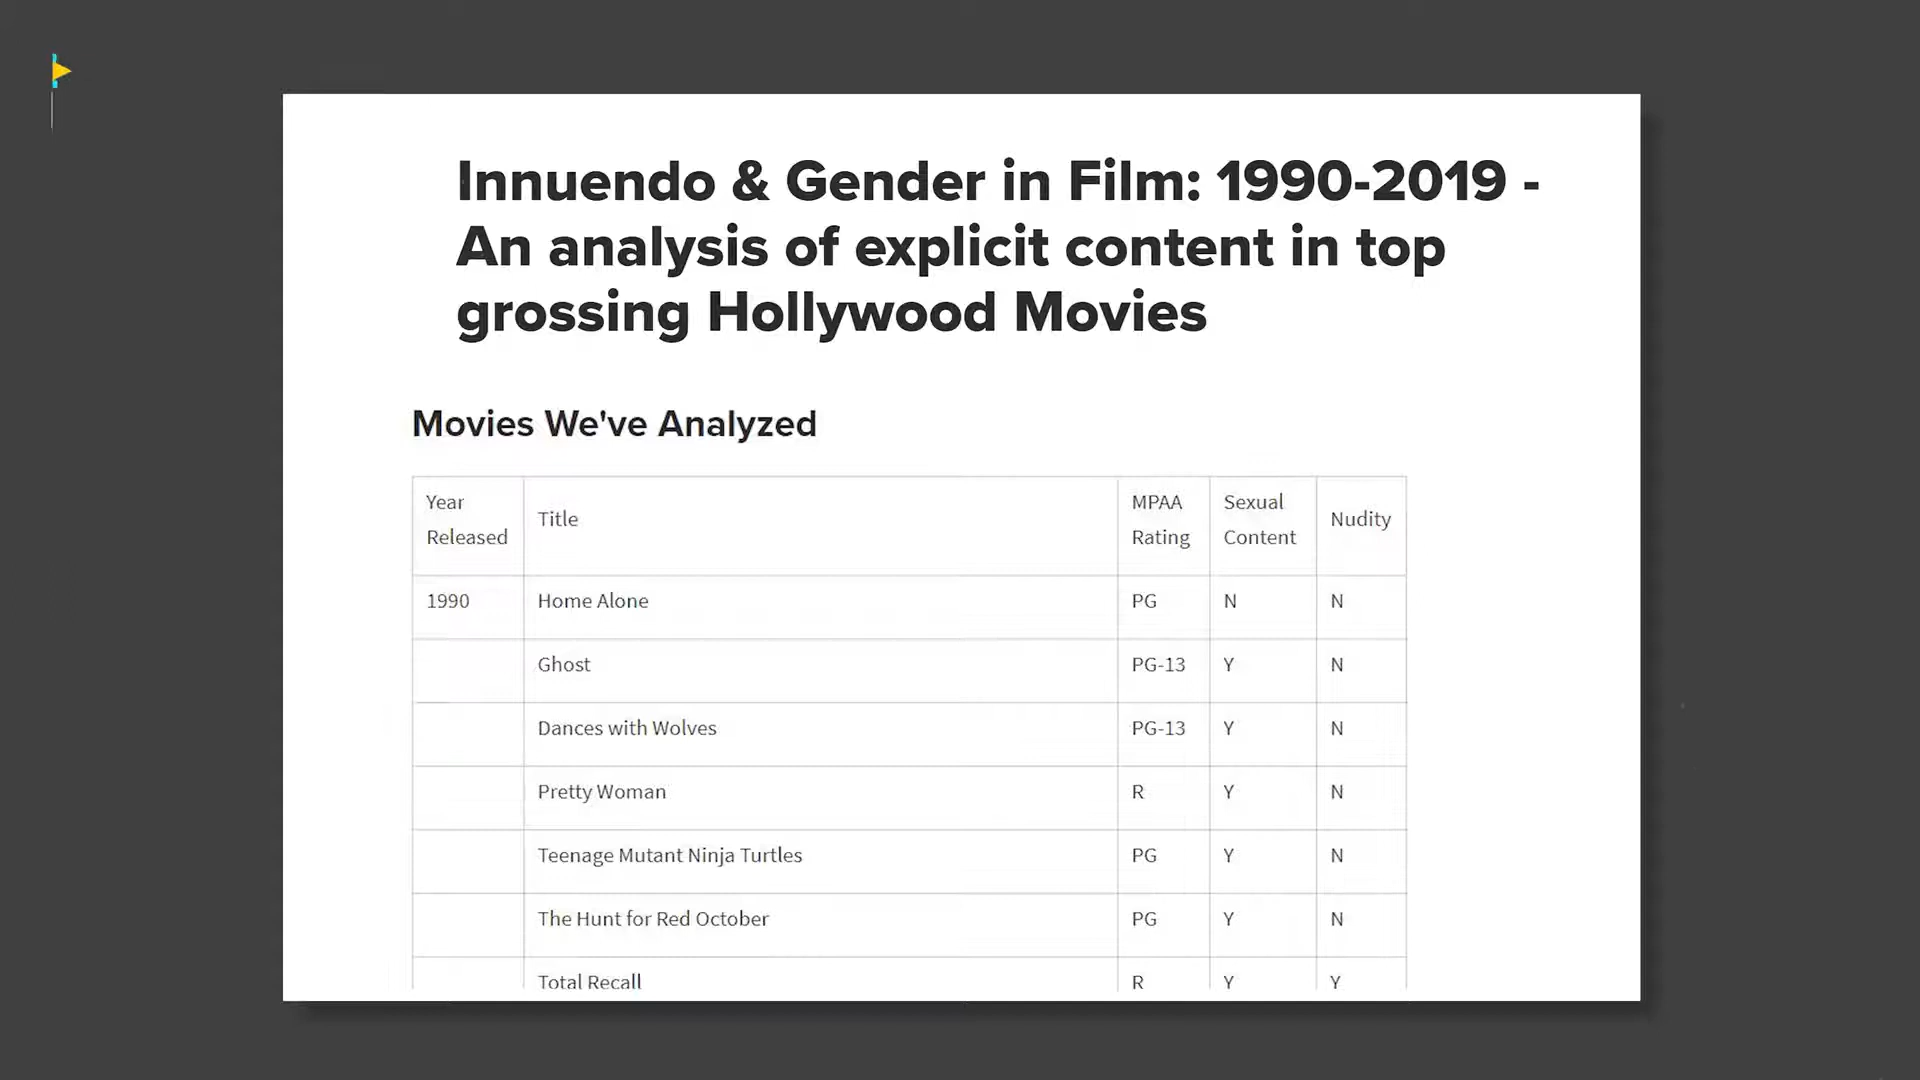 Innuendo & Gender in Film: 1990-2019 -
An analysis of explicit content in top
grossing Hollywood Movies
Movies We've Analyzed
Year Released Title MPAA Rating Sexual Content Nudity
1990 Home Alone PG N N
Ghost PG-13 Y N
Dances with Wolves PG-13 Y N
Pretty Woman R Y N
Teenage Mutant Ninja Turtles PG Y N
The Hunt for Red October PG Y N
Total Recall R Y Y